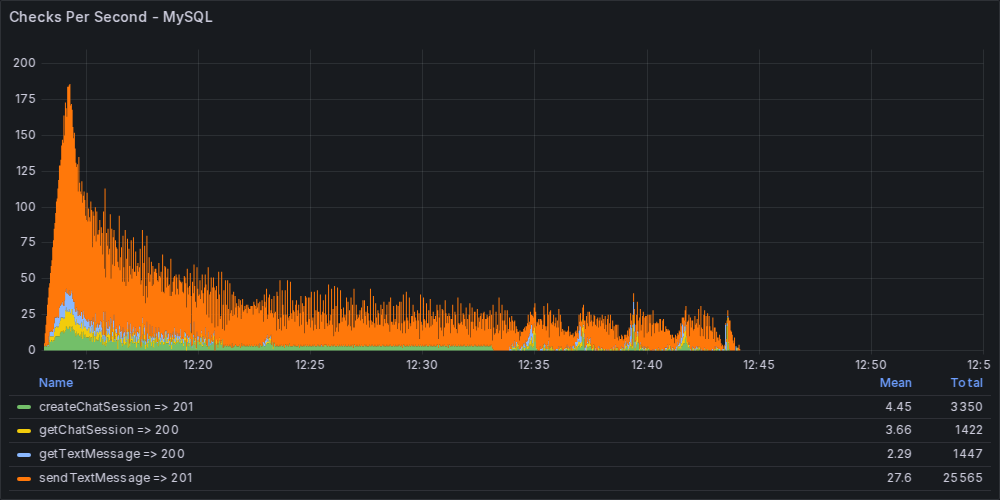 Checks Per Second - MySQL
200
175
150
125
100
75
50
25
0
12:15 12:20 12:25 12:30 12:35 12:40 12:45 12:50 12:5
Name Mean Total
createChatSession => 201 4.45 3350
getChatSession => 200 3.66 1422
getTextMessage => 200 2.29 1447
sendTextMessage => 201 27.6 25565